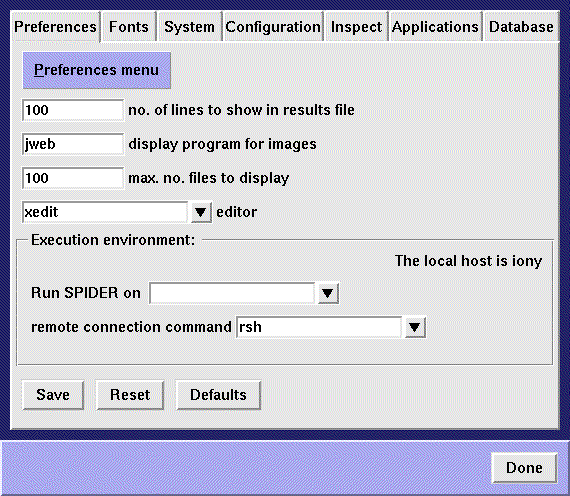 Preferences Fonts System Configuration Inspect Applications Database
Preferences menu
100 no. of lines to show in results file
jweb display program for images
100 max. no. files to display
xedit editor
Execution environment:
The local host is iony
Run SPIDER on
remote connection command rsh
Save Reset Defaults
Done